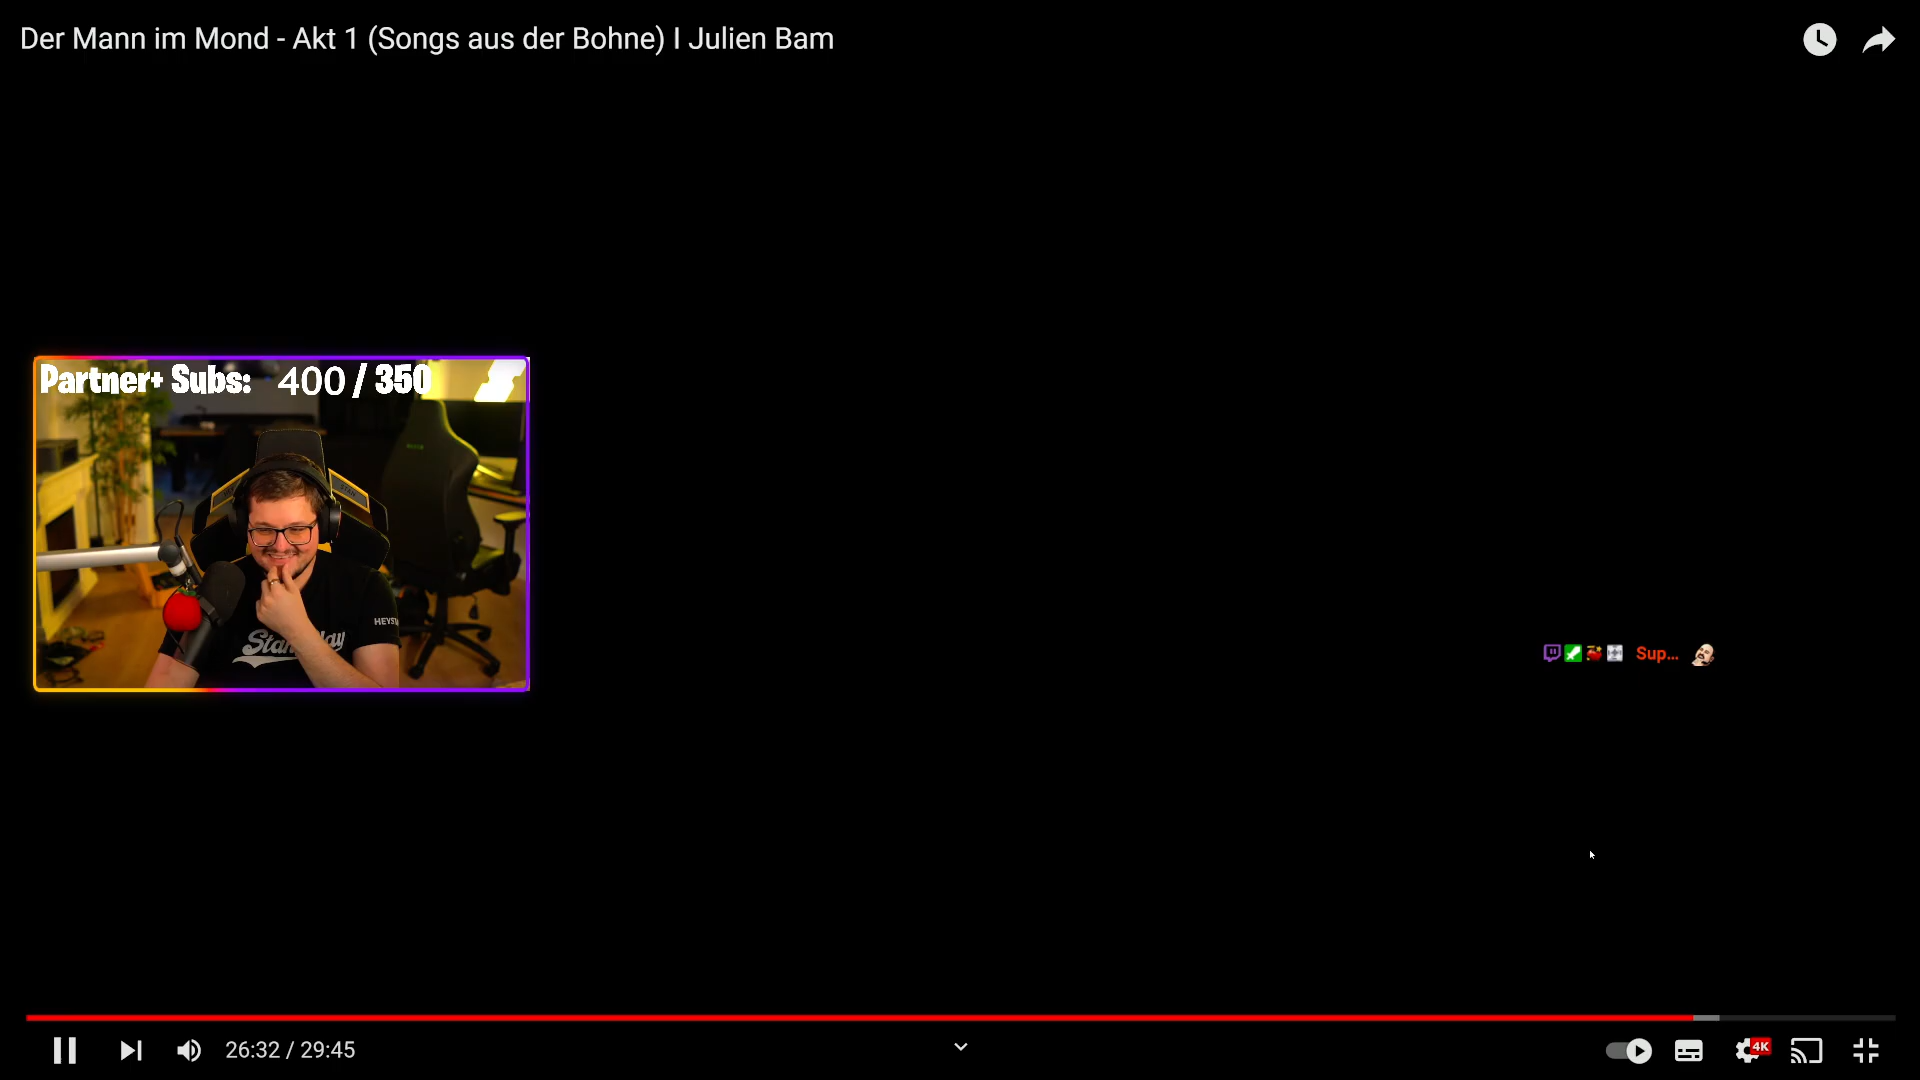 Der Mann im Mond - Akt 1 (Songs aus der Bohne) I Julien Bam
Partner+ Subs: 400 / 350
HEYS
Sup...
26:32 / 29:45
4K